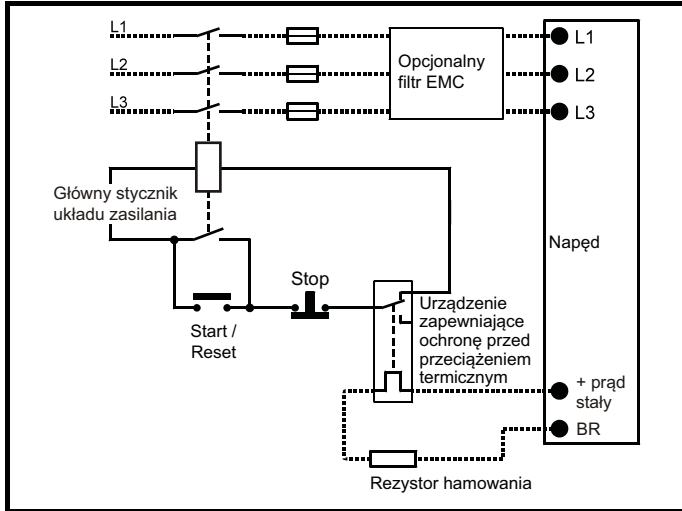 L1
L2
L3
Opcjonalny
filtr EMC
L1
L2
L3
Główny stycznik
układu zasilania
Napęd
Stop
Start /
Reset
Urządzenie
zapewniające
ochronę przed
przeciążeniem
termicznym
+ prąd
stały
BR
Rezystor hamowania